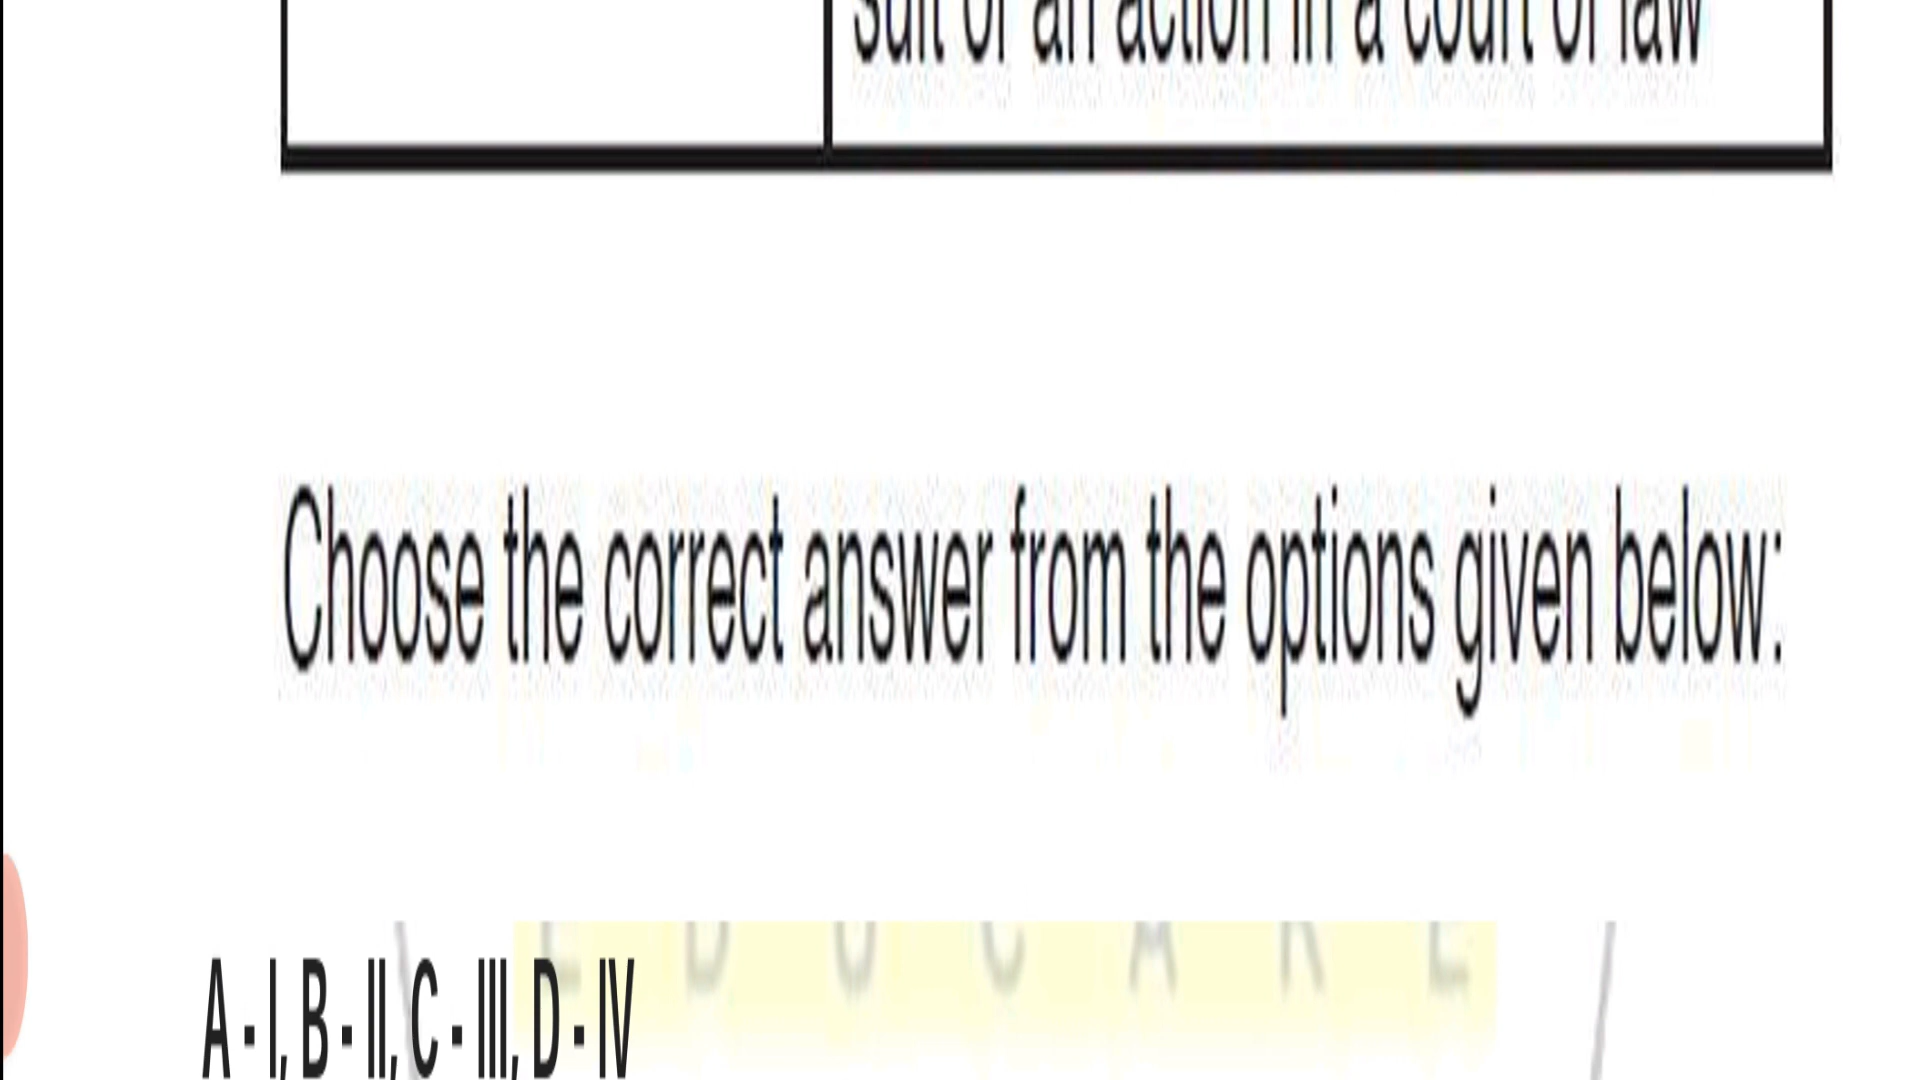 suit or an action in a court of law
Choose the correct answer from the options given below:
E D U C A R E
A - I, B - II, C - III, D - IV